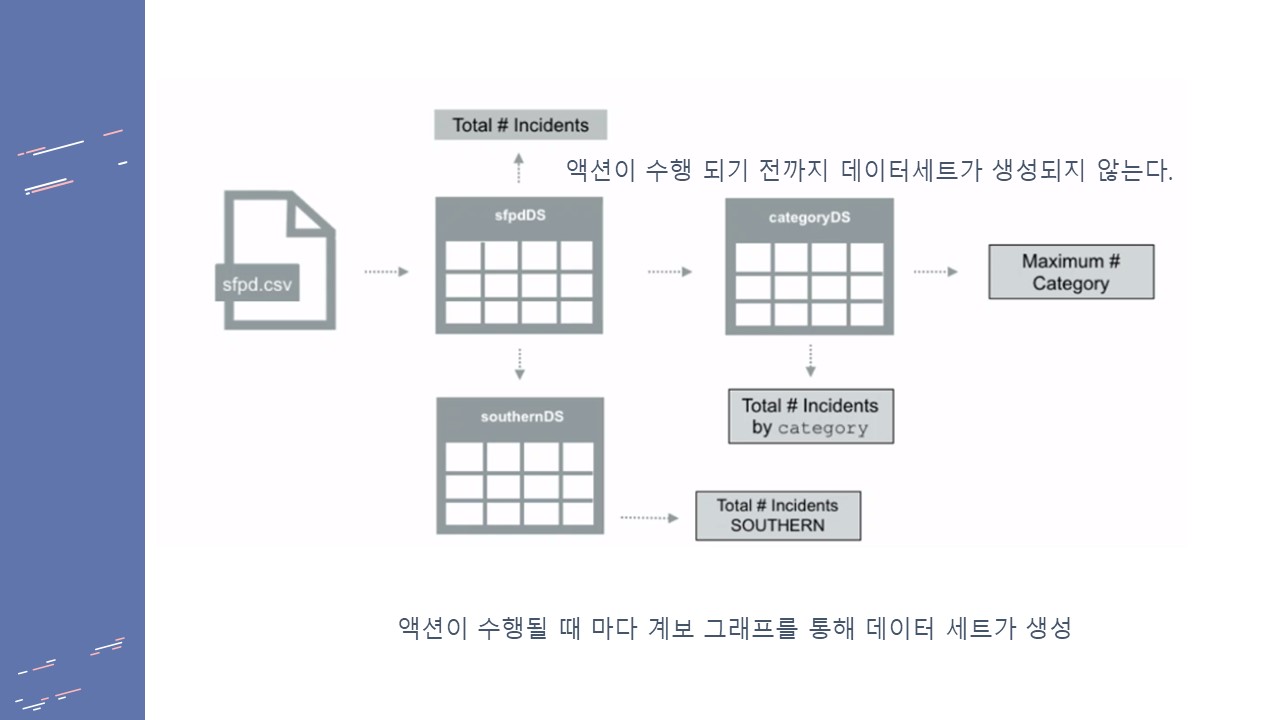 Total # Incidents
액션이 수행 되기 전까지 데이터세트가 생성되지 않는다.
sfpd.csv
sfpdDS
categoryDS
Maximum #
Category
southernDS
Total # Incidents
by category
Total # Incidents
SOUTHERN
액션이 수행될 때 마다 계보 그래프를 통해 데이터 세트가 생성